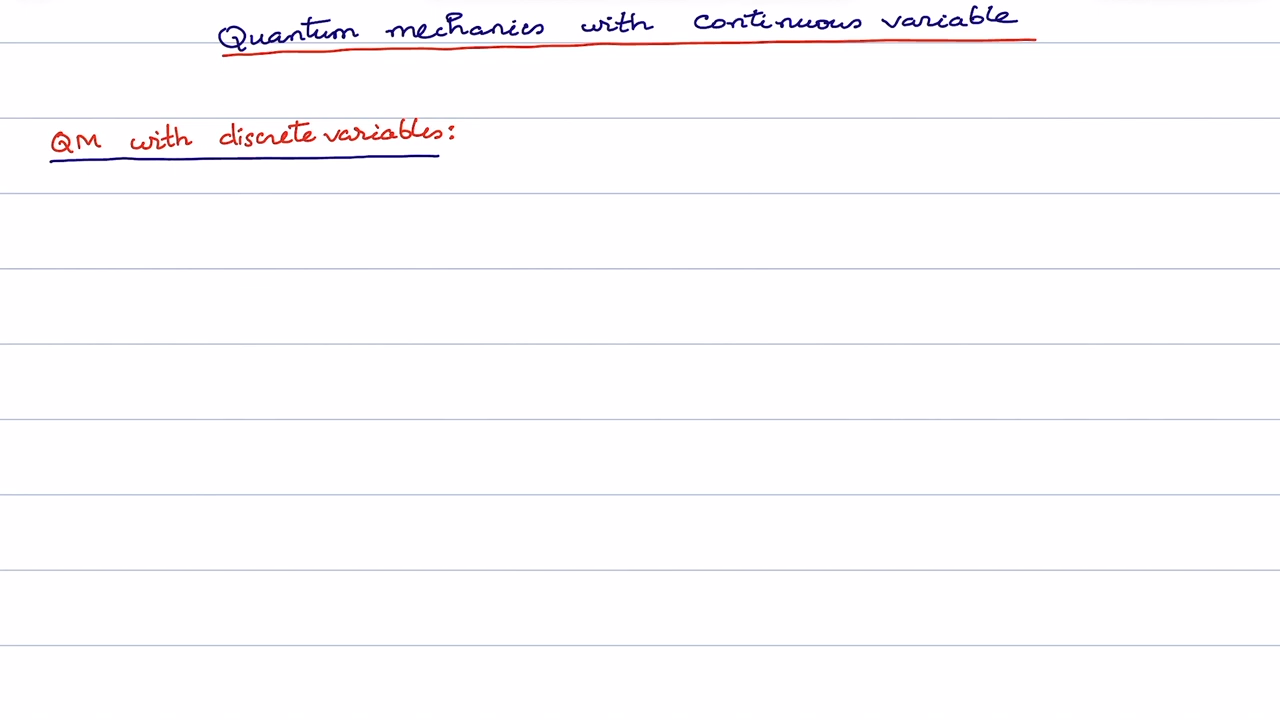 Quantum mechanics with continuous variable
QM with discrete variables: